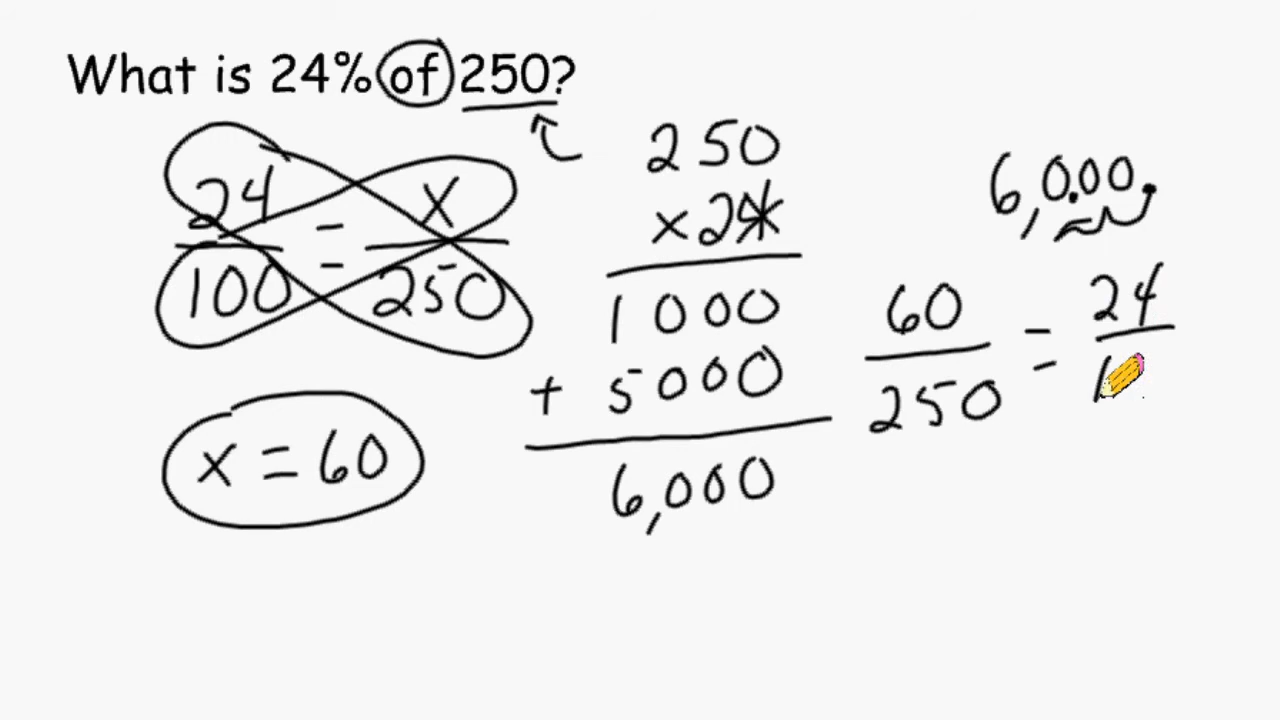 What is 24% of 250?
24/100 = x/250
x = 60
250
x 24
1000
+ 5000
6,000
6,000.
60/250 = 24/1